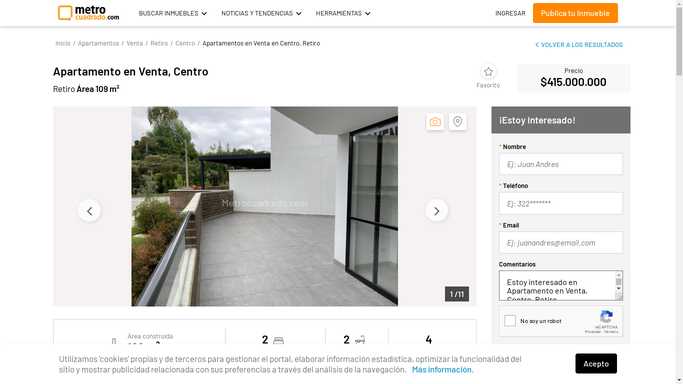 metro
cuadrado.com
BUSCAR INMUEBLES
NOTICIAS Y TENDENCIAS
HERRAMIENTAS
INGRESAR
Publica tu Inmueble
Inicio / Apartamentos / Venta / Retiro / Centro / Apartamentos en Venta en Centro, Retiro
VOLVER A LOS RESULTADOS
Apartamento en Venta, Centro
Retiro Área 109 m²
Favorito
Precio
$415.000.000
Metrocuadrado.com
1 / 11
¡Estoy Interesado!
* Nombre
Ej: Juan Andres
* Teléfono
Ej: 322*******
* Email
Ej: juanandres@email.com
Comentarios
Estoy interesado en
Apartamento en Venta,
Centro, Retiro
No soy un robot
reCAPTCHA
Privacidad - Términos
Área construida
2
2
4
Utilizamos 'cookies' propias y de terceros para gestionar el portal, elaborar información estadística, optimizar la funcionalidad del
sitio y mostrar publicidad relacionada con sus preferencias a través del análisis de la navegación. Más información.
Acepto